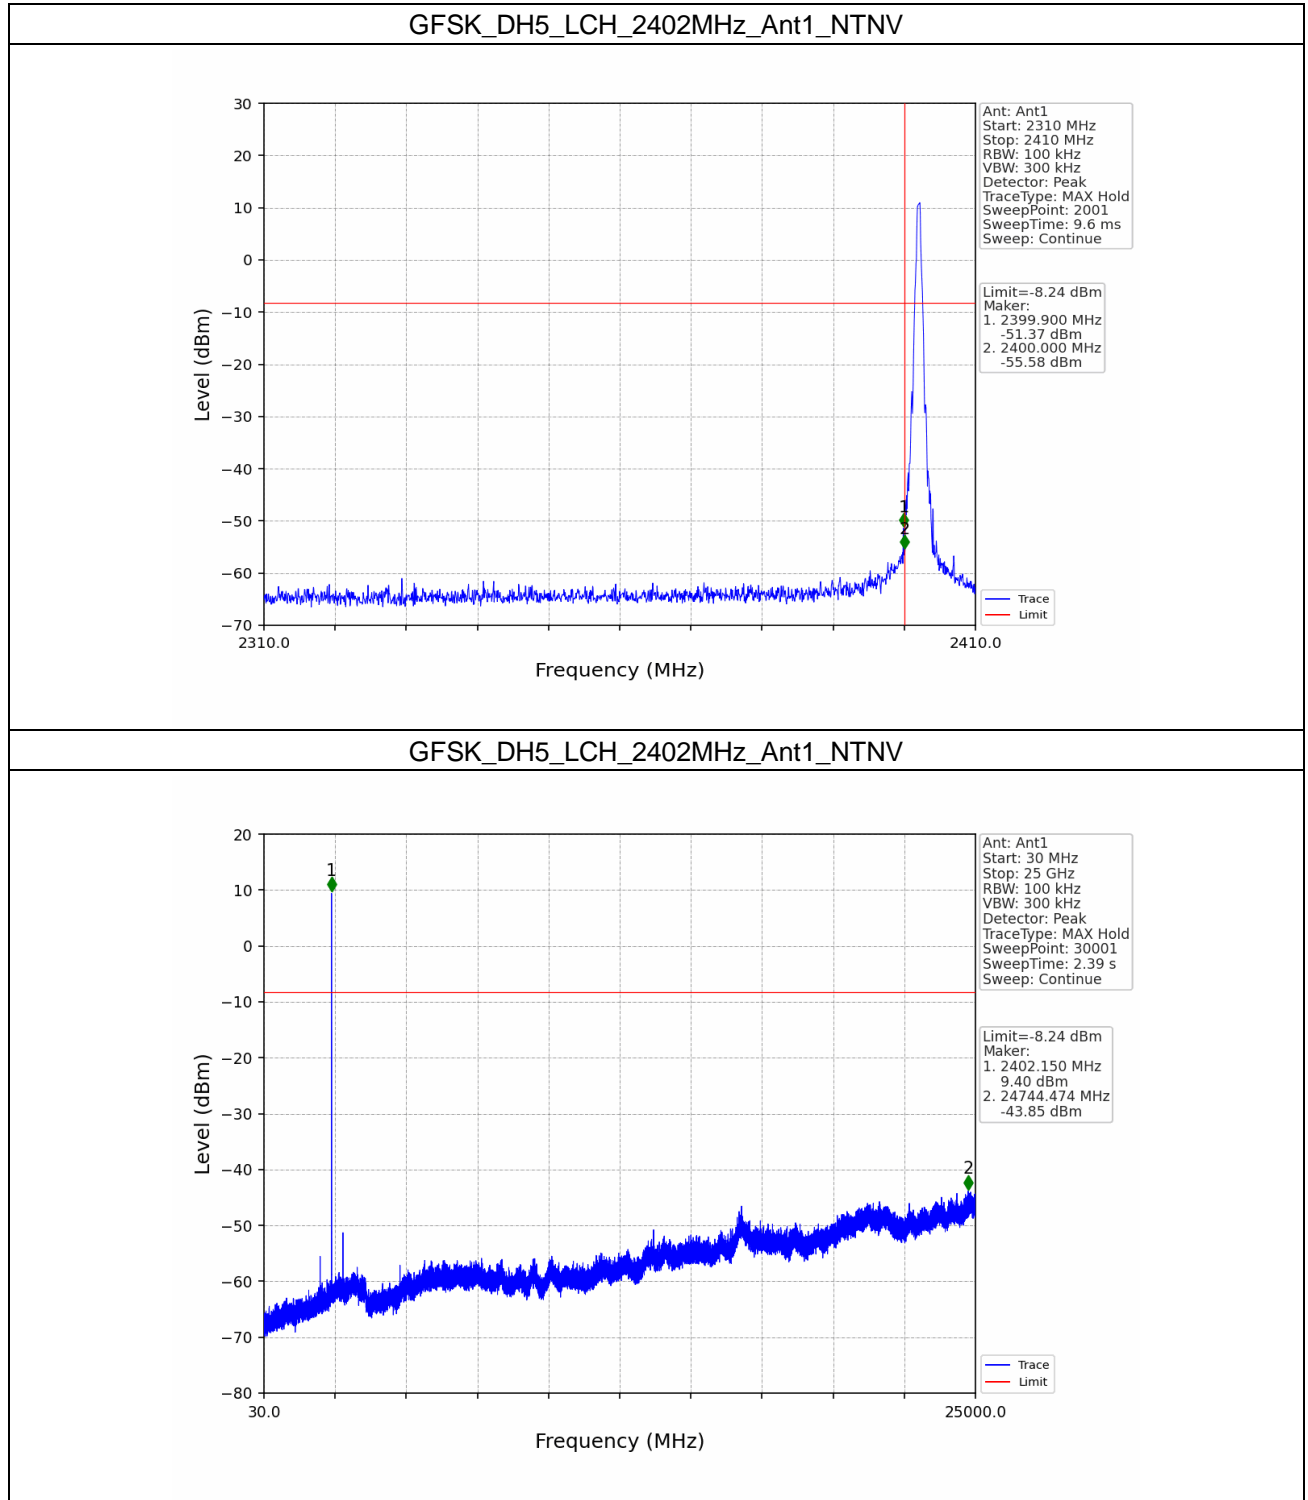 GFSK_DH5_LCH_2402MHz_Ant1_NTNV
30
20
10
0
−10
−20
−30
−40
−50
−60
−70
Level (dBm)
1
2
2310.0
2410.0
Frequency (MHz)
Ant: Ant1
Start: 2310 MHz
Stop: 2410 MHz
RBW: 100 kHz
VBW: 300 kHz
Detector: Peak
TraceType: MAX Hold
SweepPoint: 2001
SweepTime: 9.6 ms
Sweep: Continue
Limit=-8.24 dBm
Maker:
1. 2399.900 MHz
-51.37 dBm
2. 2400.000 MHz
-55.58 dBm
Trace
Limit
GFSK_DH5_LCH_2402MHz_Ant1_NTNV
20
10
0
−10
−20
−30
−40
−50
−60
−70
−80
Level (dBm)
1
2
30.0
25000.0
Frequency (MHz)
Ant: Ant1
Start: 30 MHz
Stop: 25 GHz
RBW: 100 kHz
VBW: 300 kHz
Detector: Peak
TraceType: MAX Hold
SweepPoint: 30001
SweepTime: 2.39 s
Sweep: Continue
Limit=-8.24 dBm
Maker:
1. 2402.150 MHz
9.40 dBm
2. 24744.474 MHz
-43.85 dBm
Trace
Limit